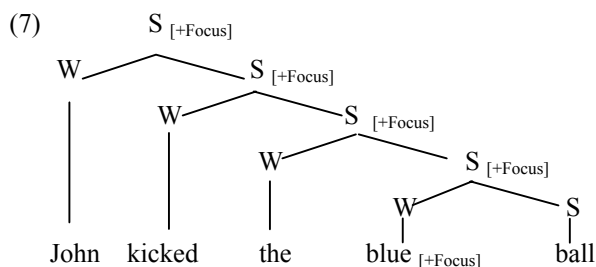 (7) S [+Focus]
W S [+Focus]
W S [+Focus]
W S [+Focus]
W S
John kicked the blue [+Focus] ball